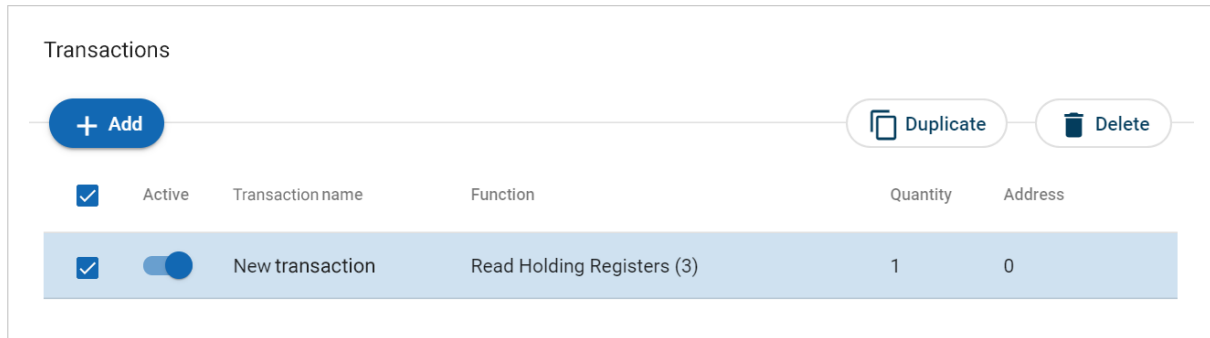 Transactions
Add Duplicate Delete
Active Transaction name Function Quantity Address
New transaction Read Holding Registers (3) 1 0